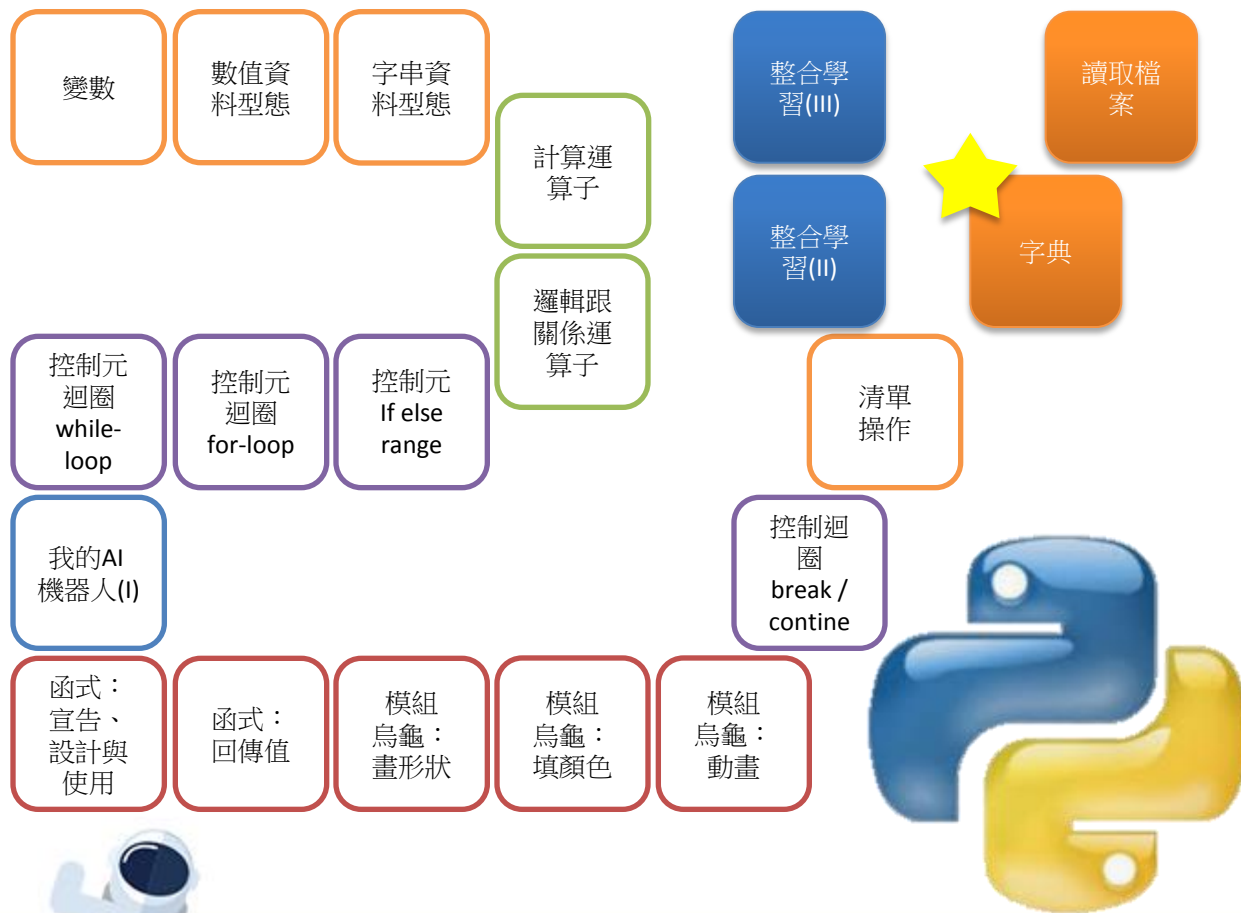 變數
數值資
料型態
字串資
料型態
計算運
算子
邏輯跟
關係運
算子
控制元
If else
range
控制元
迴圈
for-loop
控制元
迴圈
while-
loop
我的AI
機器人(I)
函式：
宣告、
設計與
使用
函式：
回傳值
模組
烏龜：
畫形狀
模組
烏龜：
填顏色
模組
烏龜：
動畫
控制迴
圈
break /
contine
清單
操作
字典
讀取檔
案
整合學
習(II)
整合學
習(III)